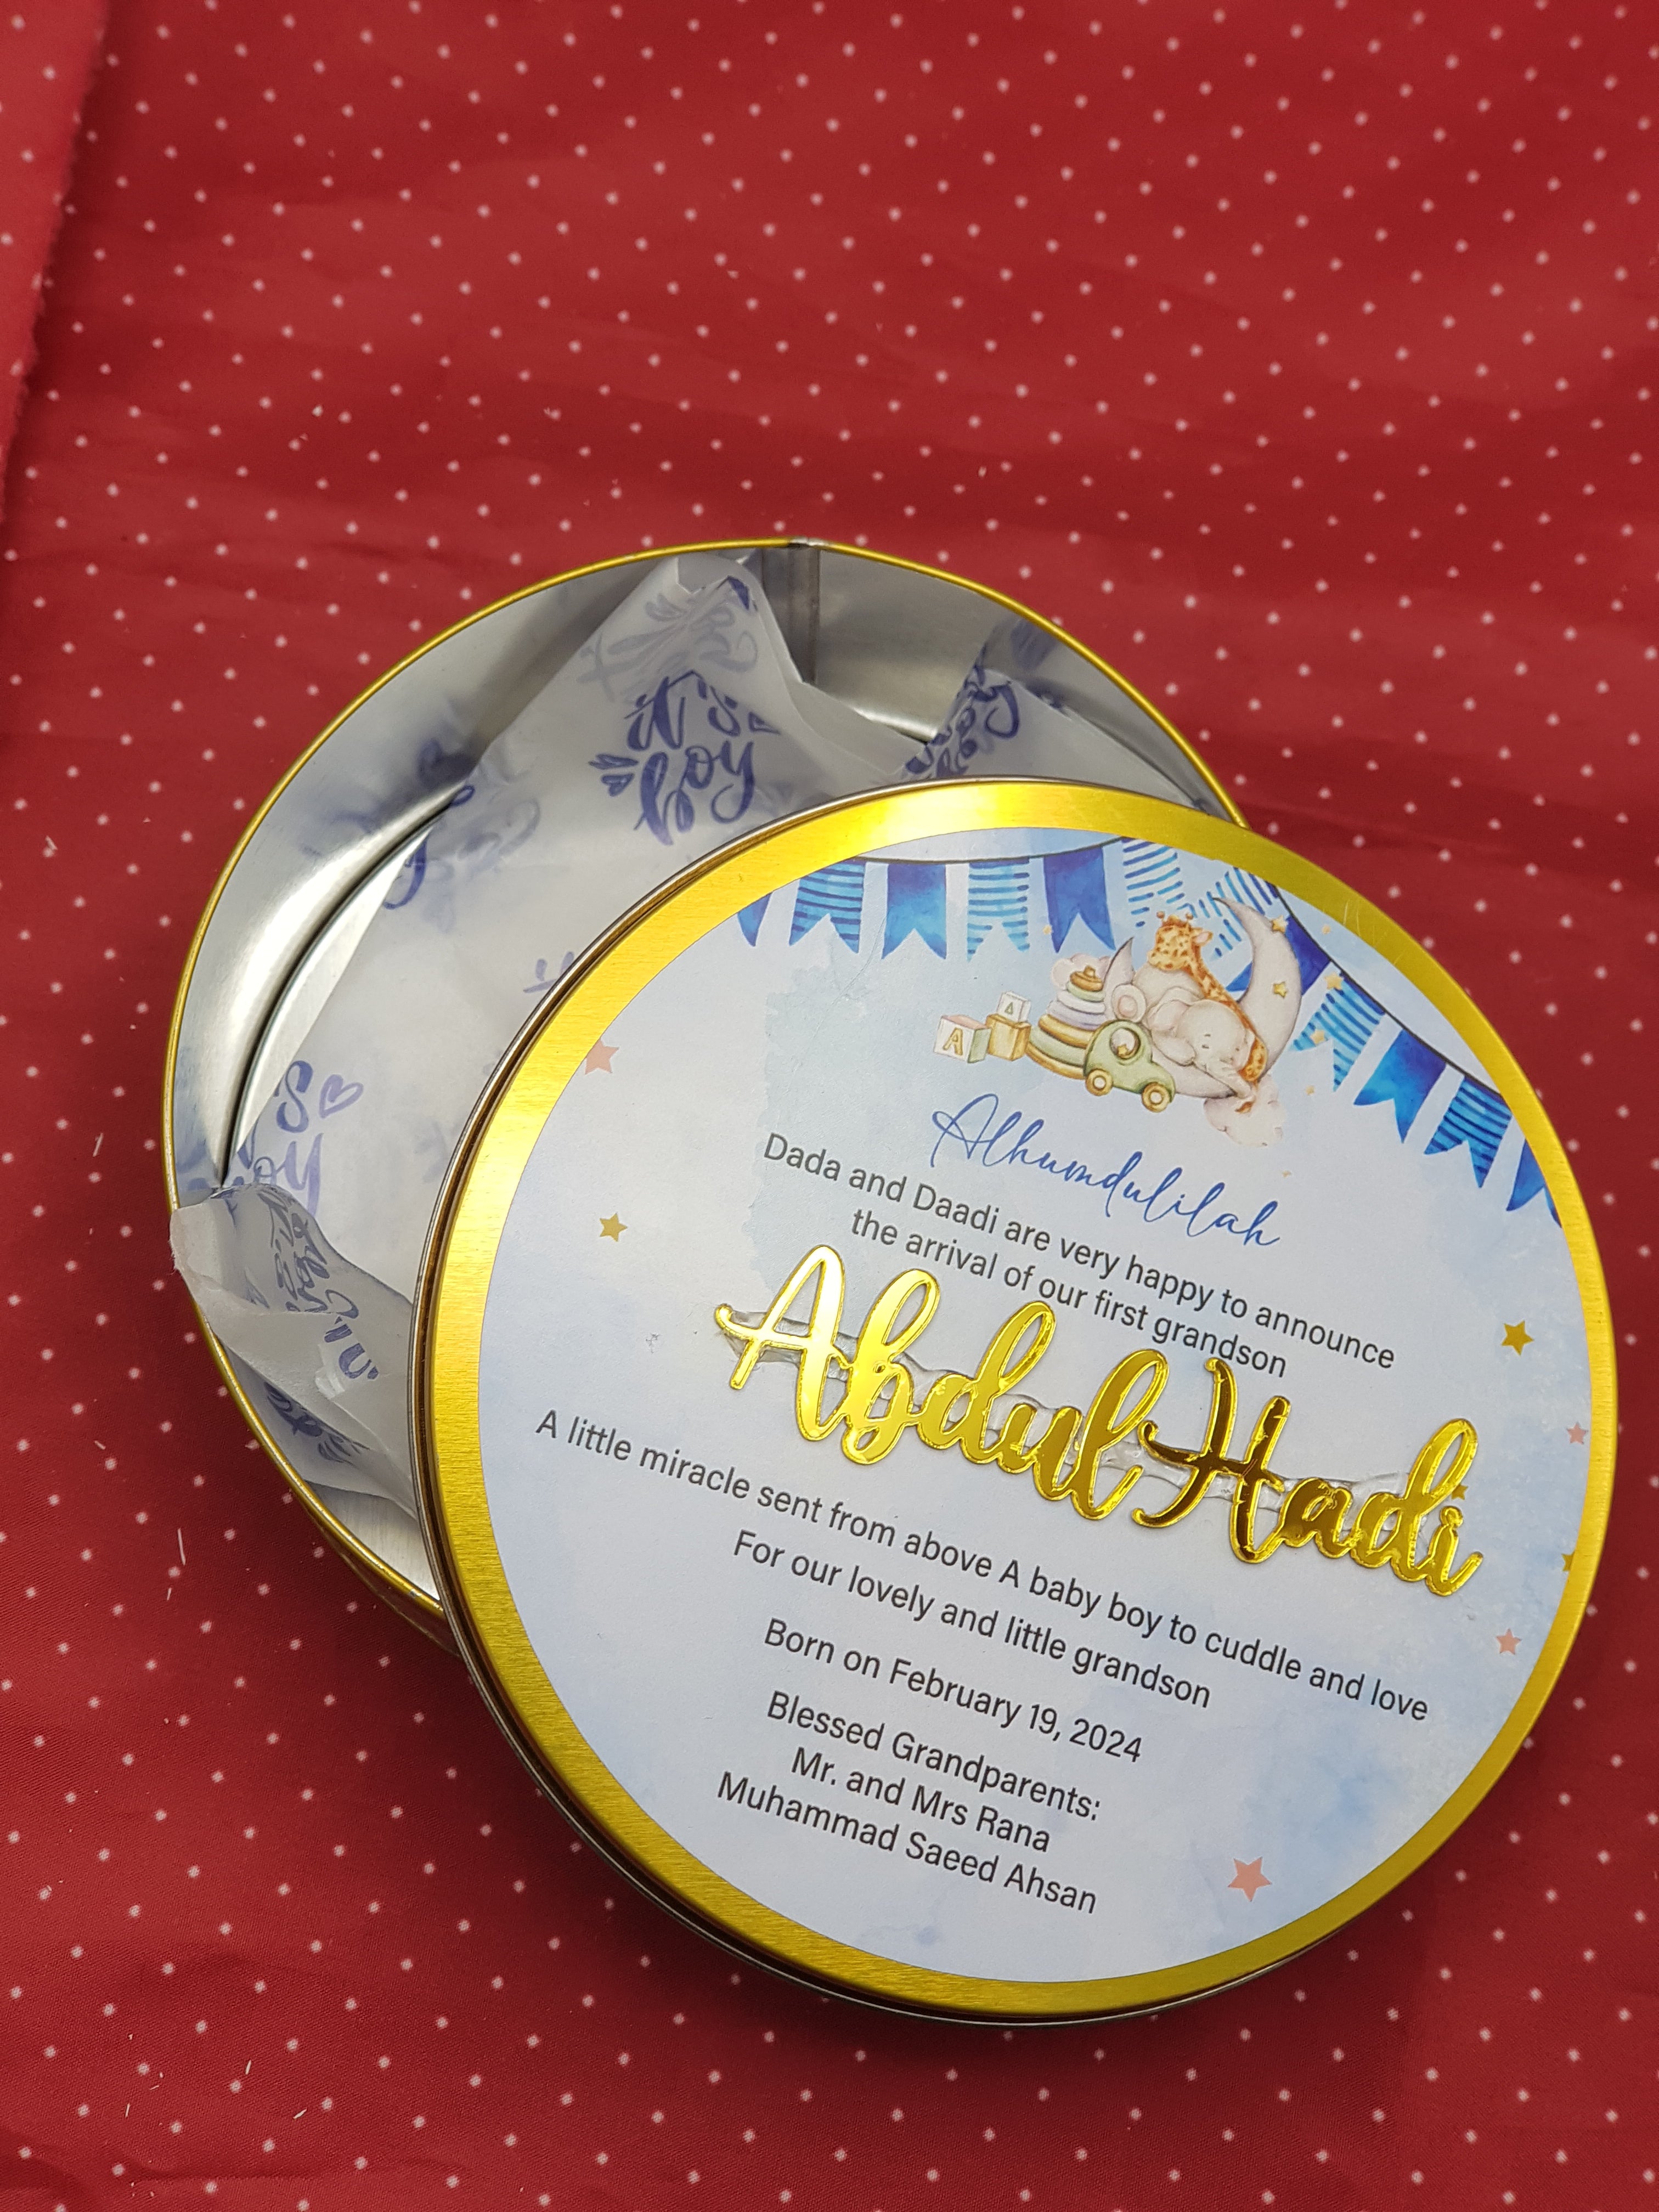 it's
boy
's
oy
A
Alhumdulilah
Dada and Daadi are very happy to announce
the arrival of our first grandson
Abdul Hadi
A little miracle sent from above A baby boy to cuddle and love
For our lovely and little grandson
Born on February 19, 2024
Blessed Grandparents:
Mr. and Mrs Rana
Muhammad Saeed Ahsan